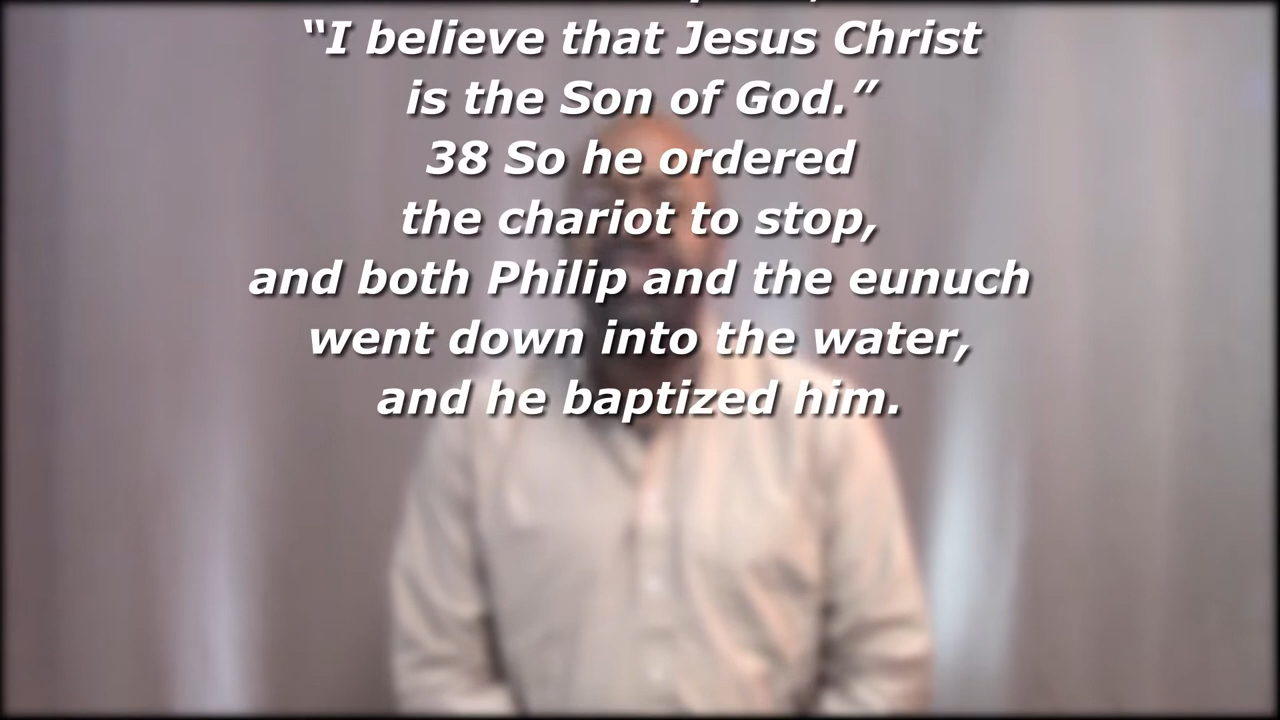 “I believe that Jesus Christ
is the Son of God.”
38 So he ordered
the chariot to stop,
and both Philip and the eunuch
went down into the water,
and he baptized him.